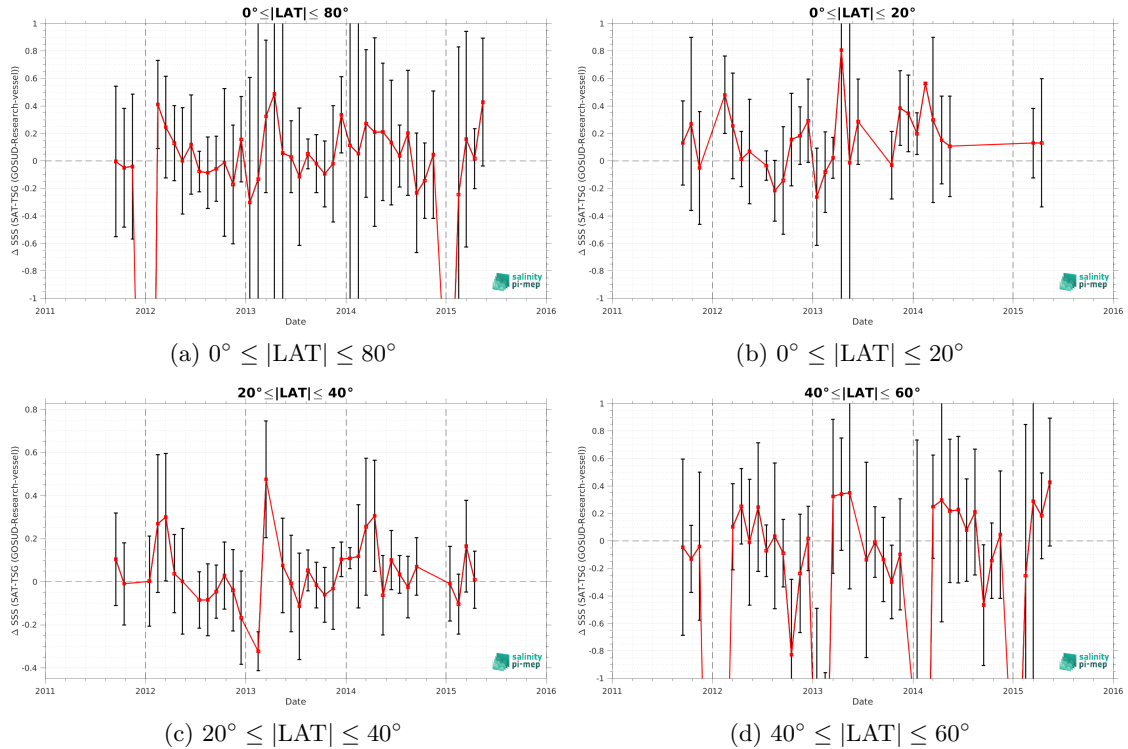 0°≤|LAT|≤ 80°
Δ SSS (SAT-TSG (GOSUD-Research-vessel))
1
0.8
0.6
0.4
0.2
0
-0.2
-0.4
-0.6
-0.8
-1
2011 2012 2013 2014 2015 2016
Date
salinity
pi-mep
(a) 0° ≤ |LAT| ≤ 80°
0°≤|LAT|≤ 20°
Δ SSS (SAT-TSG (GOSUD-Research-vessel))
1
0.8
0.6
0.4
0.2
0
-0.2
-0.4
-0.6
-0.8
-1
2011 2012 2013 2014 2015 2016
Date
salinity
pi-mep
(b) 0° ≤ |LAT| ≤ 20°
20°≤|LAT|≤ 40°
Δ SSS (SAT-TSG (GOSUD-Research-vessel))
0.8
0.6
0.4
0.2
0
-0.2
-0.4
2011 2012 2013 2014 2015 2016
Date
salinity
pi-mep
(c) 20° ≤ |LAT| ≤ 40°
40°≤|LAT|≤ 60°
Δ SSS (SAT-TSG (GOSUD-Research-vessel))
1
0.8
0.6
0.4
0.2
0
-0.2
-0.4
-0.6
-0.8
-1
2011 2012 2013 2014 2015 2016
Date
salinity
pi-mep
(d) 40° ≤ |LAT| ≤ 60°